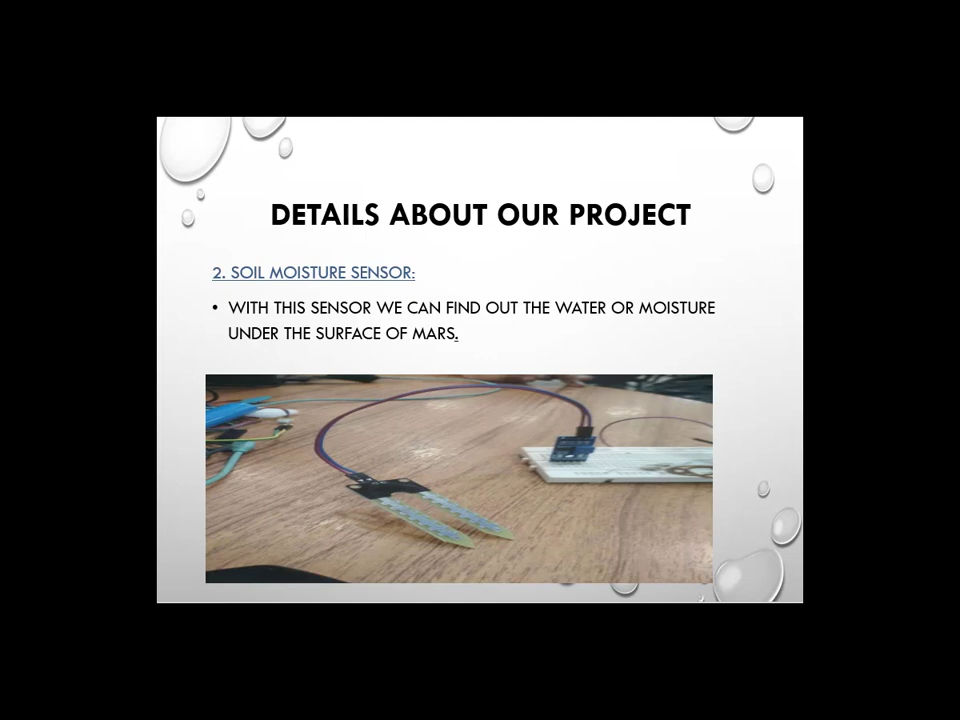 DETAILS ABOUT OUR PROJECT
2. SOIL MOISTURE SENSOR:
• WITH THIS SENSOR WE CAN FIND OUT THE WATER OR MOISTURE
UNDER THE SURFACE OF MARS.